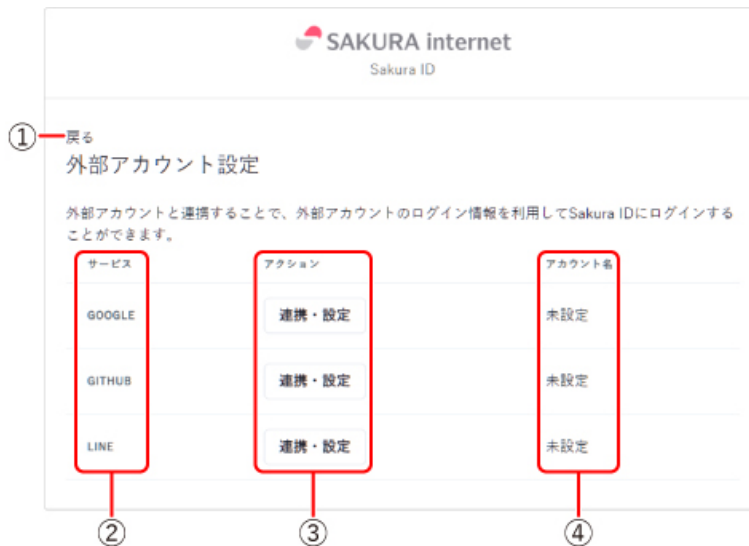 SAKURA internet
Sakura ID
① 戻る
外部アカウント設定
外部アカウントと連携することで、外部アカウントのログイン情報を利用してSakura IDにログインする
ことができます。
サービス アクション アカウント名
GOOGLE 連携・設定 未設定
GITHUB 連携・設定 未設定
LINE 連携・設定 未設定
② ③ ④